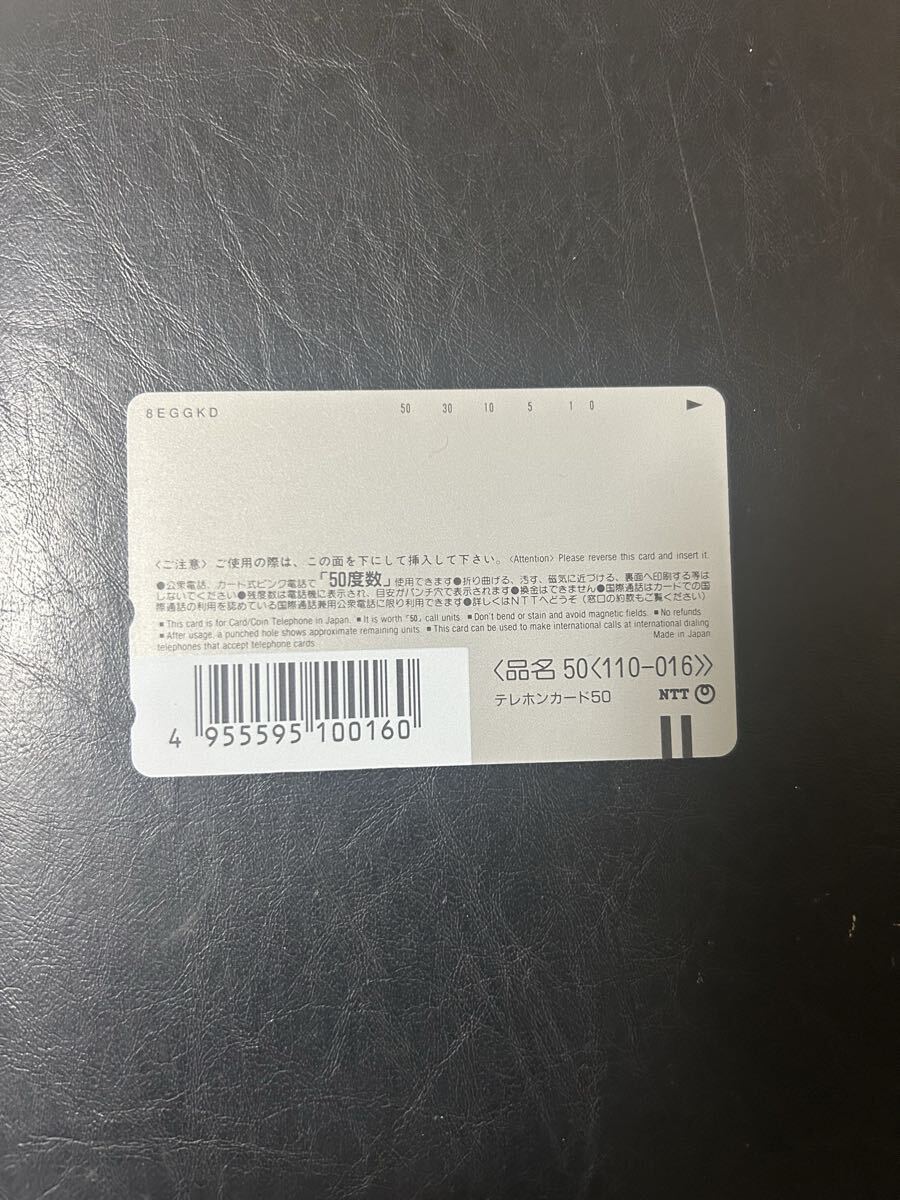 8EGGKD 50 30 10 5 1 0
〈ご注意〉ご使用の際は、この面を下にして挿入して下さい。〈Attention〉Please reverse this card and insert it.
●公衆電話、カード式ピンク電話で「50度数」使用できます●折り曲げる、汚す、磁気に近づける、裏面へ印刷する等は
しないでください●残度数は電話機に表示され、目安がパンチ穴で表示されます●換金はできません●国際通話はカードでの国
際通話の利用を認めている国際通話兼用公衆電話に限り利用できます●詳しくはNTTへどうぞ（窓口の約款もご覧ください）
■ This card is for Card/Coin Telephone in Japan. ■ It is worth「50」call units. ■ Don't bend or stain and avoid magnetic fields. ■ No refunds
■ After usage, a punched hole shows approximate remaining units. ■ This card can be used to make international calls at international dialing
telephones that accept telephone cards. Made in Japan
〈品名 50〈110-016〉〉
テレホンカード50 NTT
4 955595 100160